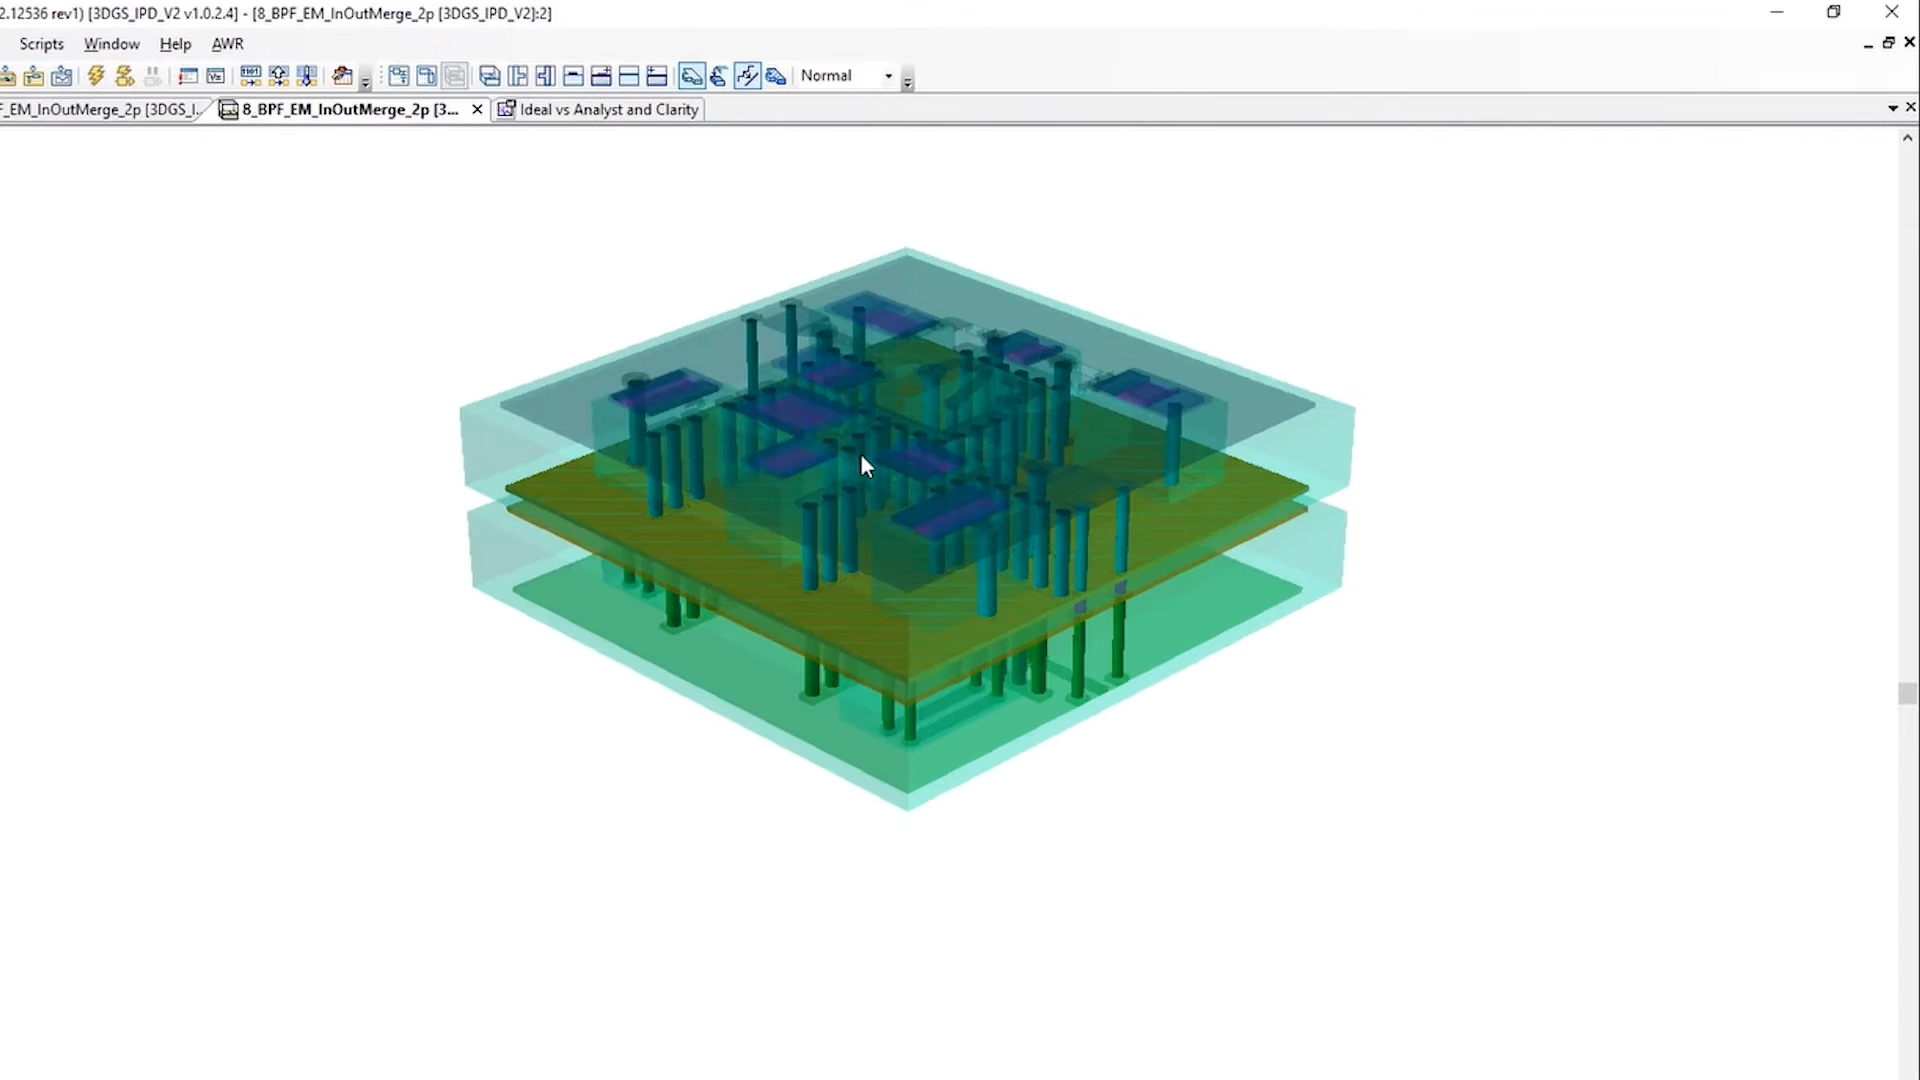 2.12536 rev1) [3DGS_IPD_V2 v1.0.2.4] - [8_BPF_EM_InOutMerge_2p [3DGS_IPD_V2]:2]
Scripts Window Help AWR
Normal
F_EM_InOutMerge_2p [3DGS_I... 8_BPF_EM_InOutMerge_2p [3... Ideal vs Analyst and Clarity